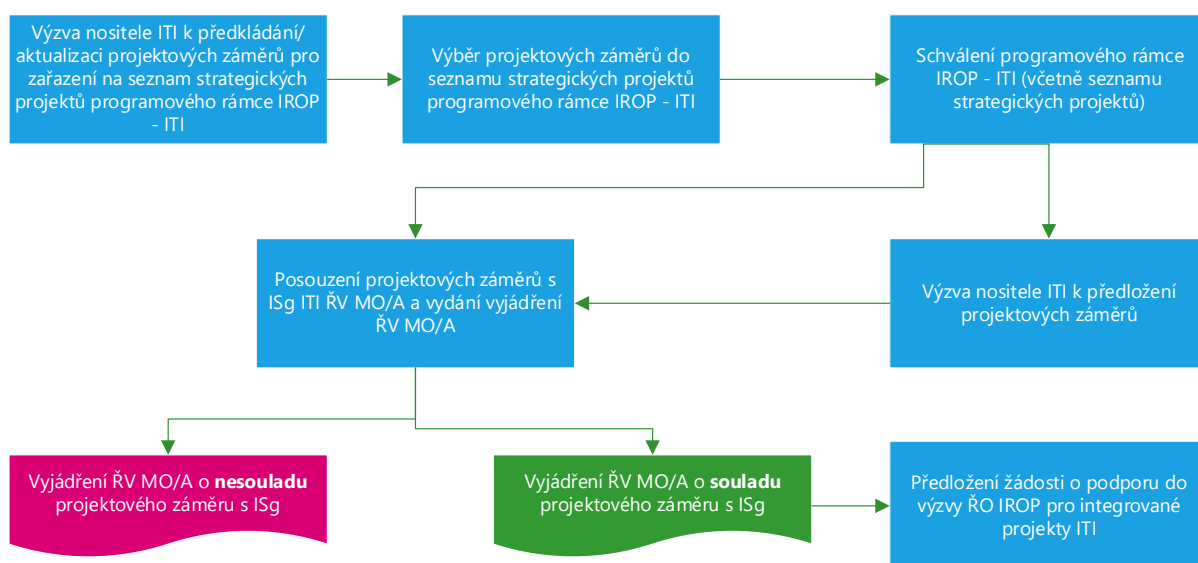 Výzva nositele ITI k předkládání/
aktualizaci projektových záměrů pro
zařazení na seznam strategických
projektů programového rámce IROP
- ITI
Výběr projektových záměrů do
seznamu strategických projektů
programového rámce IROP - ITI
Schválení programového rámce
IROP - ITI (včetně seznamu
strategických projektů)
Posouzení projektových záměrů s
ISg ITI ŘV MO/A a vydání vyjádření
ŘV MO/A
Výzva nositele ITI k předložení
projektových záměrů
Vyjádření ŘV MO/A o nesouladu
projektového záměru s ISg
Vyjádření ŘV MO/A o souladu
projektového záměru s ISg
Předložení žádosti o podporu do
výzvy ŘO IROP pro integrované
projekty ITI